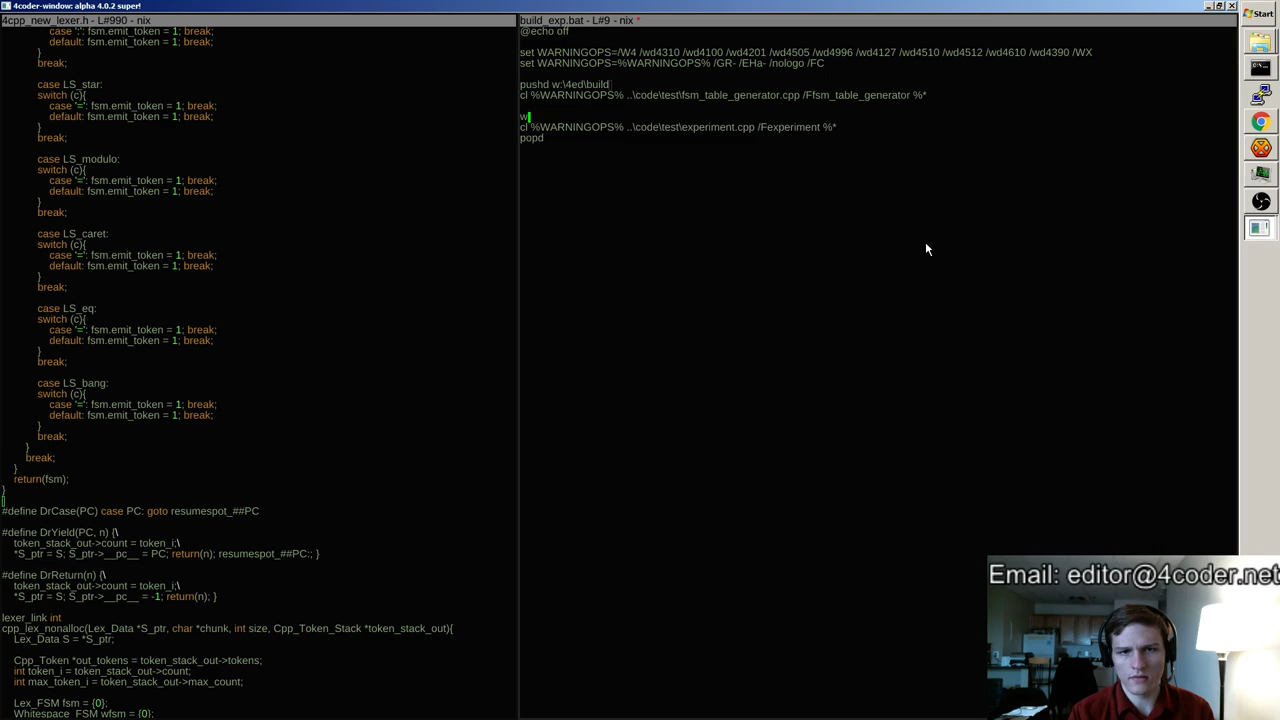 4coder-window: alpha 4.0.2 super!
4cpp_new_lexer.h - L#990 - nix
case ':': fsm.emit_token = 1; break;
default: fsm.emit_token = 1; break;
}
break;
case LS_star:
switch (c){
case '=': fsm.emit_token = 1; break;
default: fsm.emit_token = 1; break;
}
break;
case LS_modulo:
switch (c){
case '=': fsm.emit_token = 1; break;
default: fsm.emit_token = 1; break;
}
break;
case LS_caret:
switch (c){
case '=': fsm.emit_token = 1; break;
default: fsm.emit_token = 1; break;
}
break;
case LS_eq:
switch (c){
case '=': fsm.emit_token = 1; break;
default: fsm.emit_token = 1; break;
}
break;
case LS_bang:
switch (c){
case '=': fsm.emit_token = 1; break;
default: fsm.emit_token = 1; break;
}
break;
}
break;
}
return(fsm);
}
#define DrCase(PC) case PC: goto resumespot_##PC
#define DrYield(PC, n) {\
token_stack_out->count = token_i;\
*S_ptr = S; S_ptr->__pc__ = PC; return(n); resumespot_##PC:; }
#define DrReturn(n) {\
token_stack_out->count = token_i;\
*S_ptr = S; S_ptr->__pc__ = -1; return(n); }
lexer_link int
cpp_lex_nonalloc(Lex_Data *S_ptr, char *chunk, int size, Cpp_Token_Stack *token_stack_out){
Lex_Data S = *S_ptr;
Cpp_Token *out_tokens = token_stack_out->tokens;
int token_i = token_stack_out->count;
int max_token_i = token_stack_out->max_count;
Lex_FSM fsm = {0};
Whitespace_FSM wfsm = {0};
build_exp.bat - L#9 - nix *
@echo off
set WARNINGOPS=/W4 /wd4310 /wd4100 /wd4201 /wd4505 /wd4996 /wd4127 /wd4510 /wd4512 /wd4610 /wd4390 /WX
set WARNINGOPS=%WARNINGOPS% /GR- /EHa- /nologo /FC
pushd w:\4ed\build
cl %WARNINGOPS% ..\code\test\fsm_table_generator.cpp /Ffsm_table_generator %*
w
cl %WARNINGOPS% ..\code\test\experiment.cpp /Fexperiment %*
popd
Start
Email: editor@4coder.net